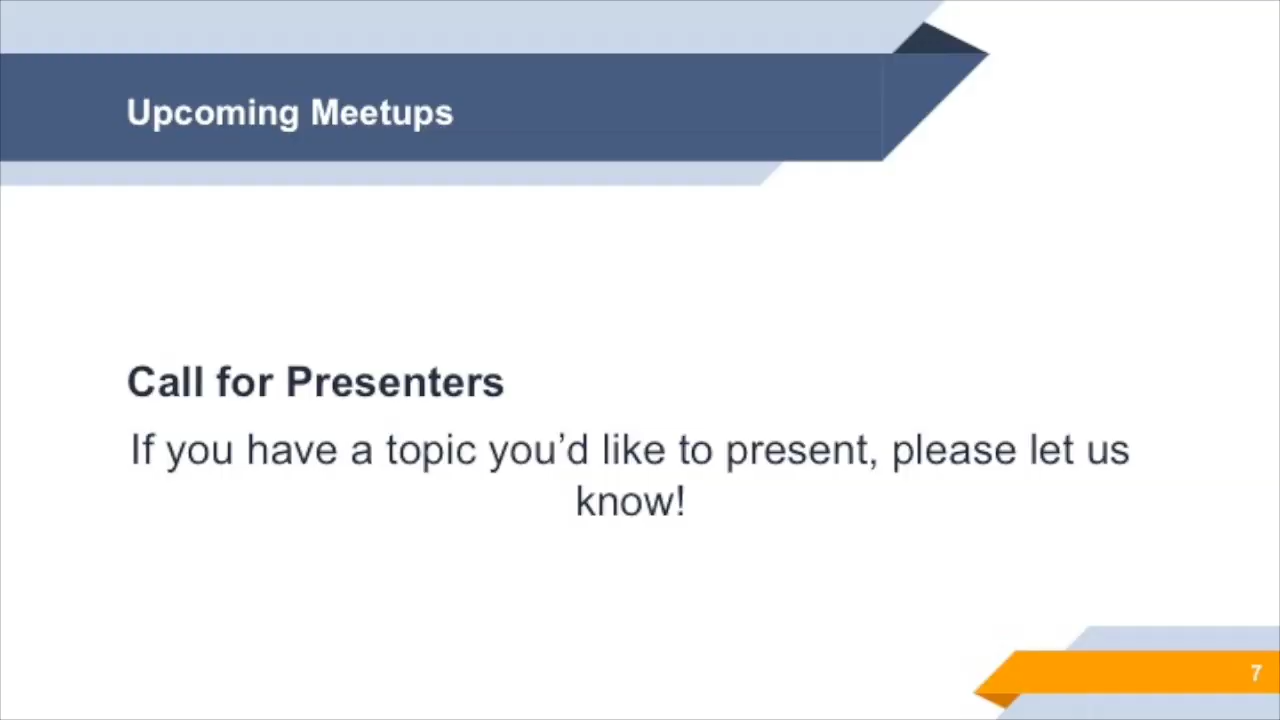 Upcoming Meetups
Call for Presenters
If you have a topic you’d like to present, please let us
know!
7